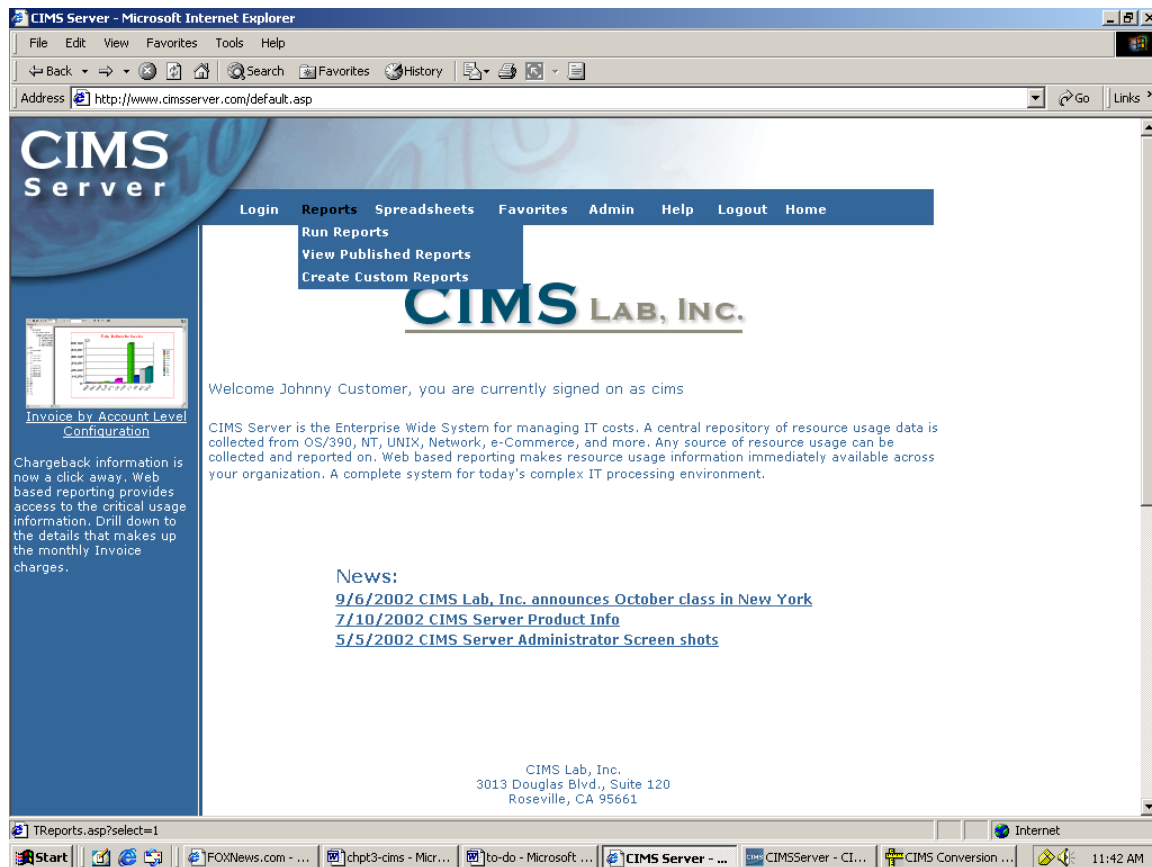 CIMS Server - Microsoft Internet Explorer
File Edit View Favorites Tools Help
Back Search Favorites History
Address http://www.cimsserver.com/default.asp Go Links
CIMS
Server
Login Reports Spreadsheets Favorites Admin Help Logout Home
Run Reports
View Published Reports
Create Custom Reports
CIMS LAB, INC.
Invoice by Account Level
Configuration
Chargeback information is
now a click away. Web
based reporting provides
access to the critical usage
information. Drill down to
the details that makes up
the monthly Invoice
charges.
Welcome Johnny Customer, you are currently signed on as cims
CIMS Server is the Enterprise Wide System for managing IT costs. A central repository of resource usage data is
collected from OS/390, NT, UNIX, Network, e-Commerce, and more. Any source of resource usage can be
collected and reported on. Web based reporting makes resource usage information immediately available across
your organization. A complete system for today's complex IT processing environment.
News:
9/6/2002 CIMS Lab, Inc. announces October class in New York
7/10/2002 CIMS Server Product Info
5/5/2002 CIMS Server Administrator Screen shots
CIMS Lab, Inc.
3013 Douglas Blvd., Suite 120
Roseville, CA 95661
TReports.asp?select=1 Internet
Start FOXNews.com - ... chpt3-cims - Micr... to-do - Microsoft ... CIMS Server - ... CIMSServer - CI... CIMS Conversion ... 11:42 AM